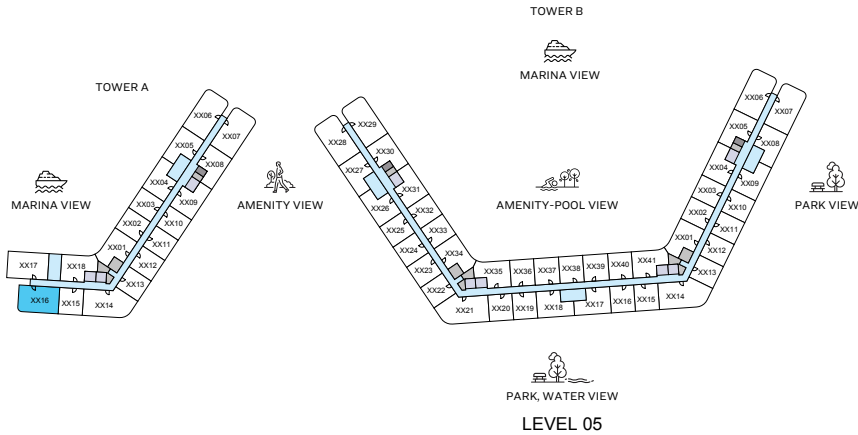 TOWER B
MARINA VIEW
TOWER A
MARINA VIEW
AMENITY VIEW
AMENITY-POOL VIEW
PARK VIEW
XX06
XX07
XX05
XX08
XX04
XX09
XX03
XX10
XX02
XX11
XX01
XX12
XX13
XX17
XX18
XX16
XX15
XX14
XX29
XX28
XX30
XX27
XX31
XX26
XX32
XX25
XX33
XX24
XX34
XX23
XX22
XX35
XX36
XX37
XX38
XX39
XX40
XX41
XX21
XX20
XX19
XX18
XX17
XX16
XX15
XX14
XX06
XX07
XX05
XX08
XX04
XX09
XX03
XX10
XX02
XX11
XX01
XX12
XX13
PARK, WATER VIEW
LEVEL 05